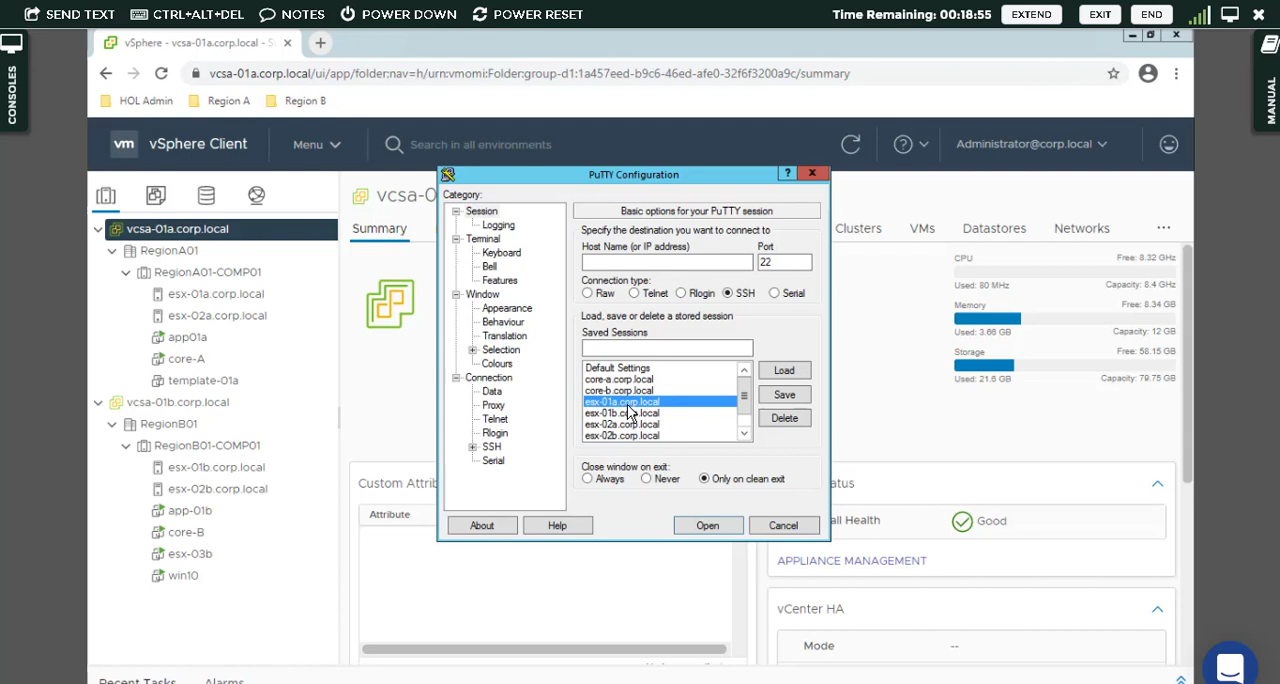 SEND TEXT CTRL+ALT+DEL NOTES POWER DOWN POWER RESET Time Remaining: 00:18:55 EXTEND EXIT END
CONSOLES
MANUAL
vSphere - vcsa-01a.corp.local - S
vcsa-01a.corp.local/ui/app/folder;nav=h/urn:vmomi:Folder:group-d1:1a457eed-b9c6-46ed-afe0-32f6f3200a9c/summary
HOL Admin Region A Region B
vm vSphere Client Menu Search in all environments Administrator@corp.local
vcsa-01a.corp.local
RegionA01
RegionA01-COMP01
esx-01a.corp.local
esx-02a.corp.local
app01a
core-A
template-01a
vcsa-01b.corp.local
RegionB01
RegionB01-COMP01
esx-01b.corp.local
esx-02b.corp.local
app-01b
core-B
esx-03b
win10
vcsa-0
Summary Clusters VMs Datastores Networks
PuTTY Configuration
? x
Category:
Session
Logging
Terminal
Keyboard
Bell
Features
Window
Appearance
Behaviour
Translation
Selection
Colours
Connection
Data
Proxy
Telnet
Rlogin
SSH
Serial
Basic options for your PuTTY session
Specify the destination you want to connect to
Host Name (or IP address) Port
22
Connection type:
Raw Telnet Rlogin SSH Serial
Load, save or delete a stored session
Saved Sessions
Default Settings
core-a.corp.local
core-b.corp.local
esx-01a.corp.local
esx-01b.corp.local
esx-02a.corp.local
esx-02b.corp.local
Load
Save
Delete
Close window on exit:
Always Never Only on clean exit
About Help Open Cancel
CPU Free: 8.32 GHz
Used: 80 MHz Capacity: 8.4 GHz
Memory Free: 8.34 GB
Used: 3.66 GB Capacity: 12 GB
Storage Free: 58.15 GB
Used: 21.6 GB Capacity: 79.75 GB
Custom Attrib
Attribute
atus
all Health Good
APPLIANCE MANAGEMENT
vCenter HA
Mode --
Recent Tasks Alarms